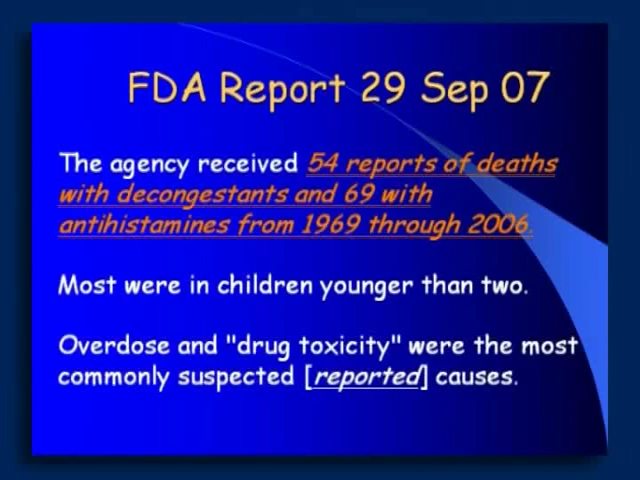 FDA Report 29 Sep 07
The agency received 54 reports of deaths
with decongestants and 69 with
antihistamines from 1969 through 2006.
Most were in children younger than two.
Overdose and "drug toxicity" were the most
commonly suspected [reported] causes.